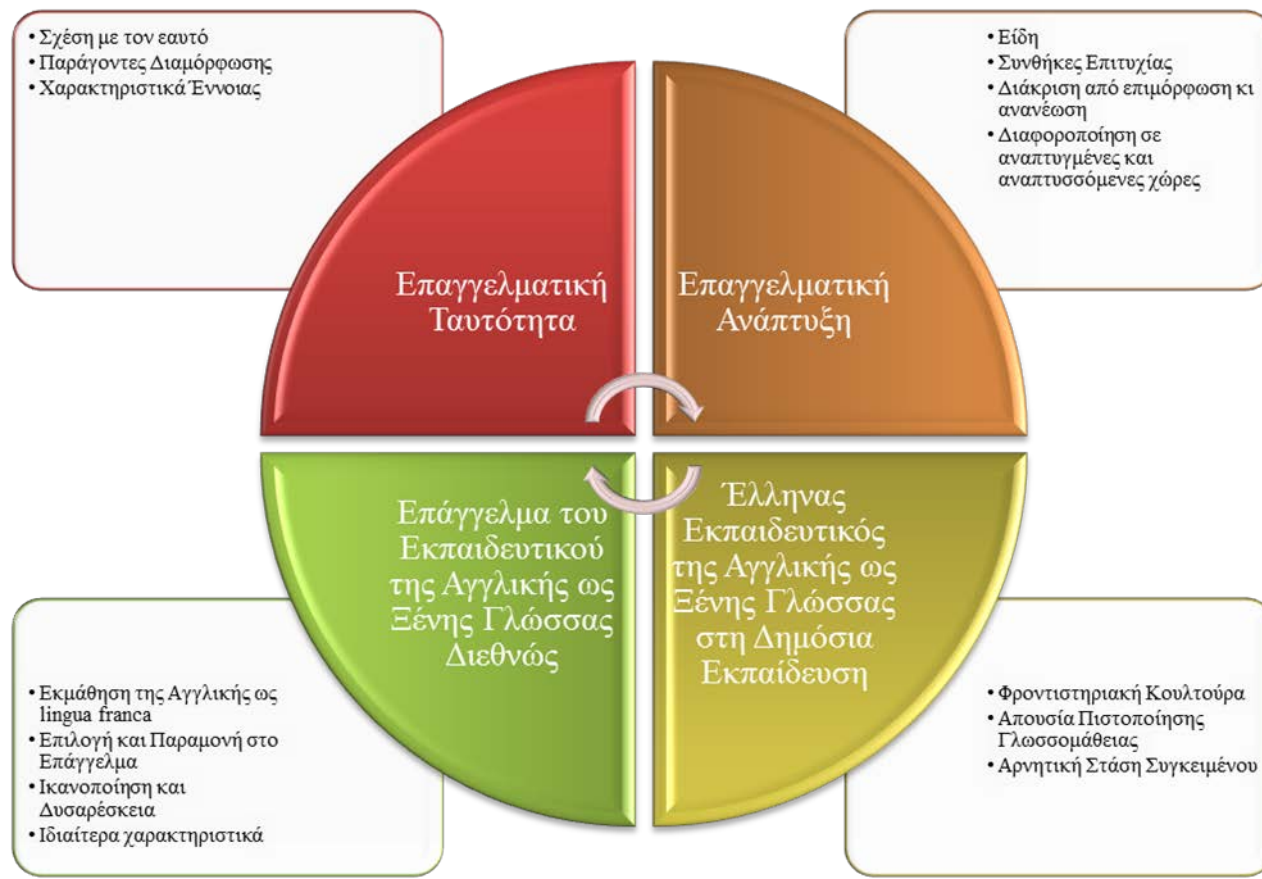 • Σχέση με τον εαυτό
• Παράγοντες Διαμόρφωσης
• Χαρακτηριστικά Έννοιας
• Είδη
• Συνθήκες Επιτυχίας
• Διάκριση από επιμόρφωση κι
ανανέωση
• Διαφοροποίηση σε
αναπτυγμένες και
αναπτυσσόμενες χώρες
Επαγγελματική
Ταυτότητα
Επαγγελματική
Ανάπτυξη
Επάγγελμα του
Εκπαιδευτικού
της Αγγλικής ως
Ξένης Γλώσσας
Διεθνώς
Έλληνας
Εκπαιδευτικός
της Αγγλικής ως
Ξένης Γλώσσας
στη Δημόσια
Εκπαίδευση
• Εκμάθηση της Αγγλικής ως
lingua franca
• Επιλογή και Παραμονή στο
Επάγγελμα
• Ικανοποίηση και
Δυσαρέσκεια
• Ιδιαίτερα χαρακτηριστικά
• Φροντιστηριακή Κουλτούρα
• Απουσία Πιστοποίησης
Γλωσσομάθειας
• Αρνητική Στάση Συγκειμένου